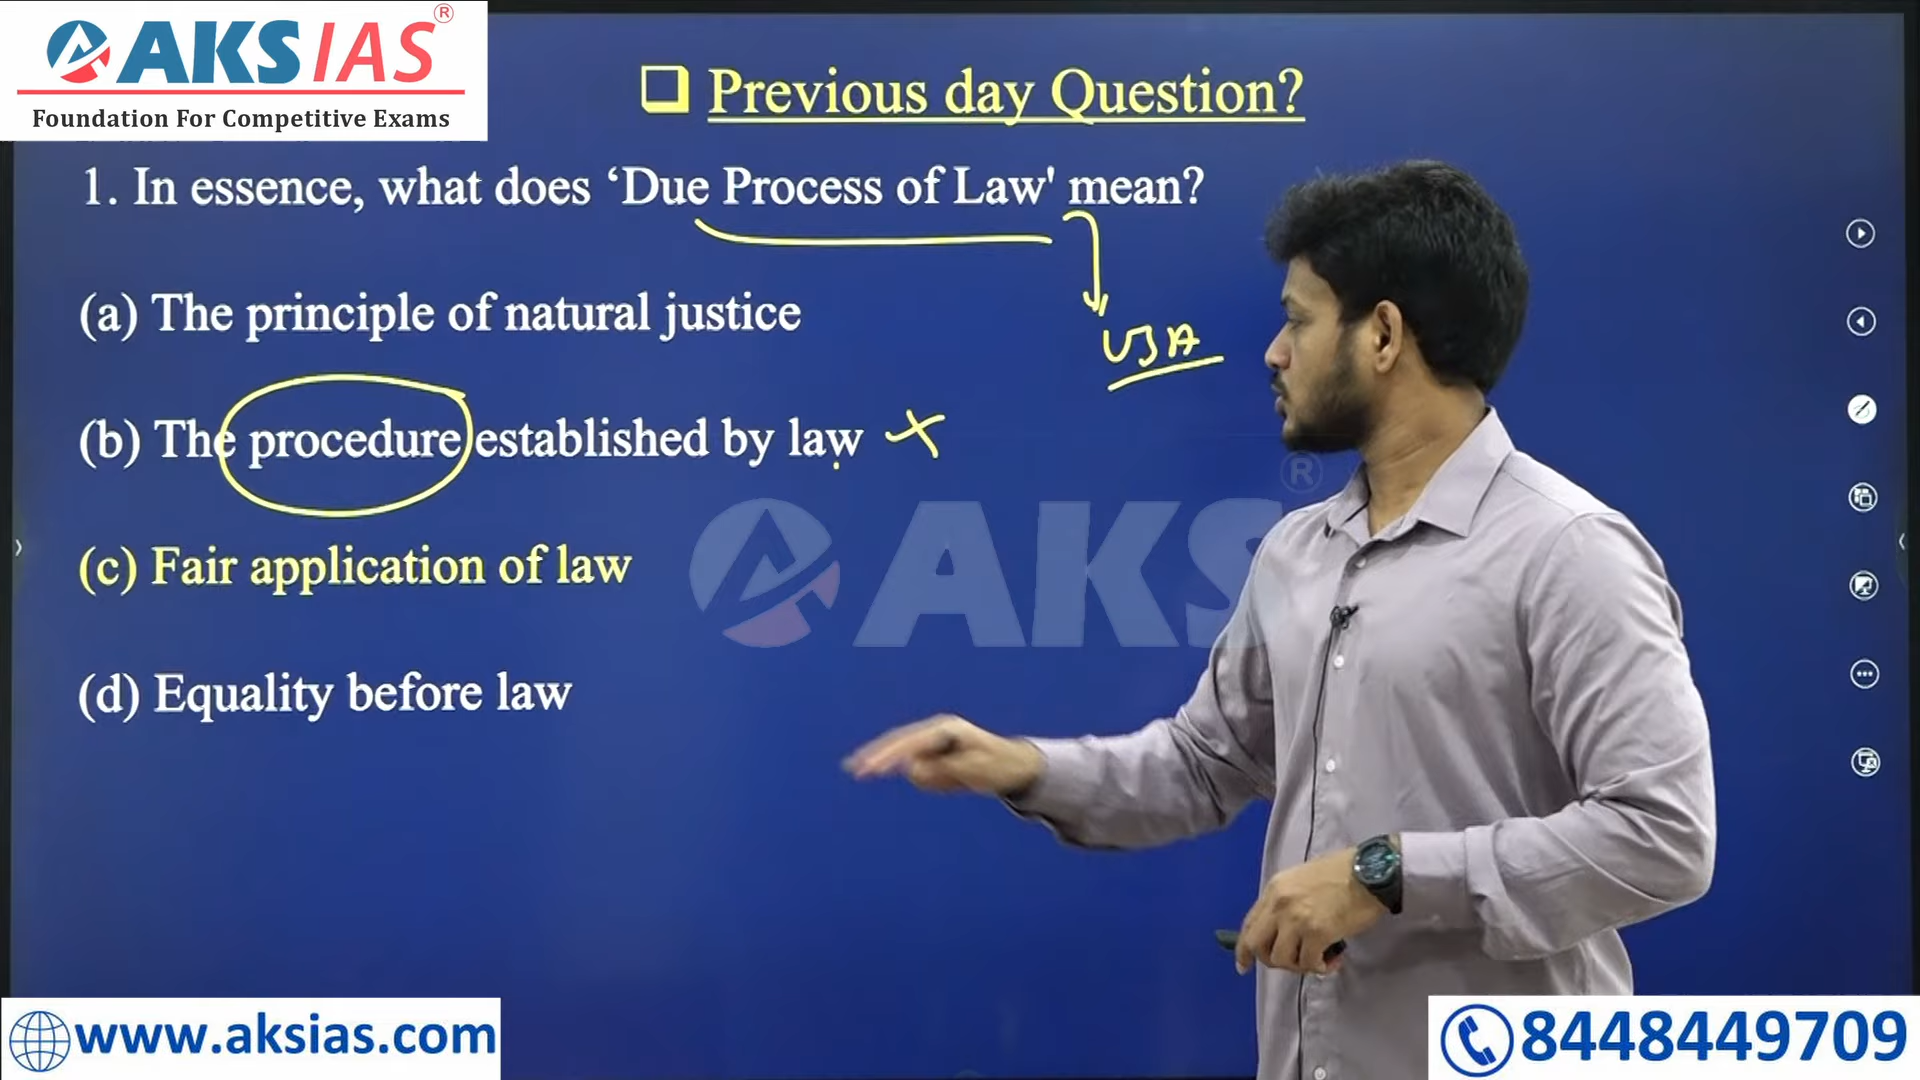 AKS IAS ®
Foundation For Competitive Exams
Previous day Question?
1. In essence, what does ‘Due Process of Law' mean?
USA
(a) The principle of natural justice
(b) The procedure established by law
(c) Fair application of law
(d) Equality before law
AKS ®
www.aksias.com
8448449709